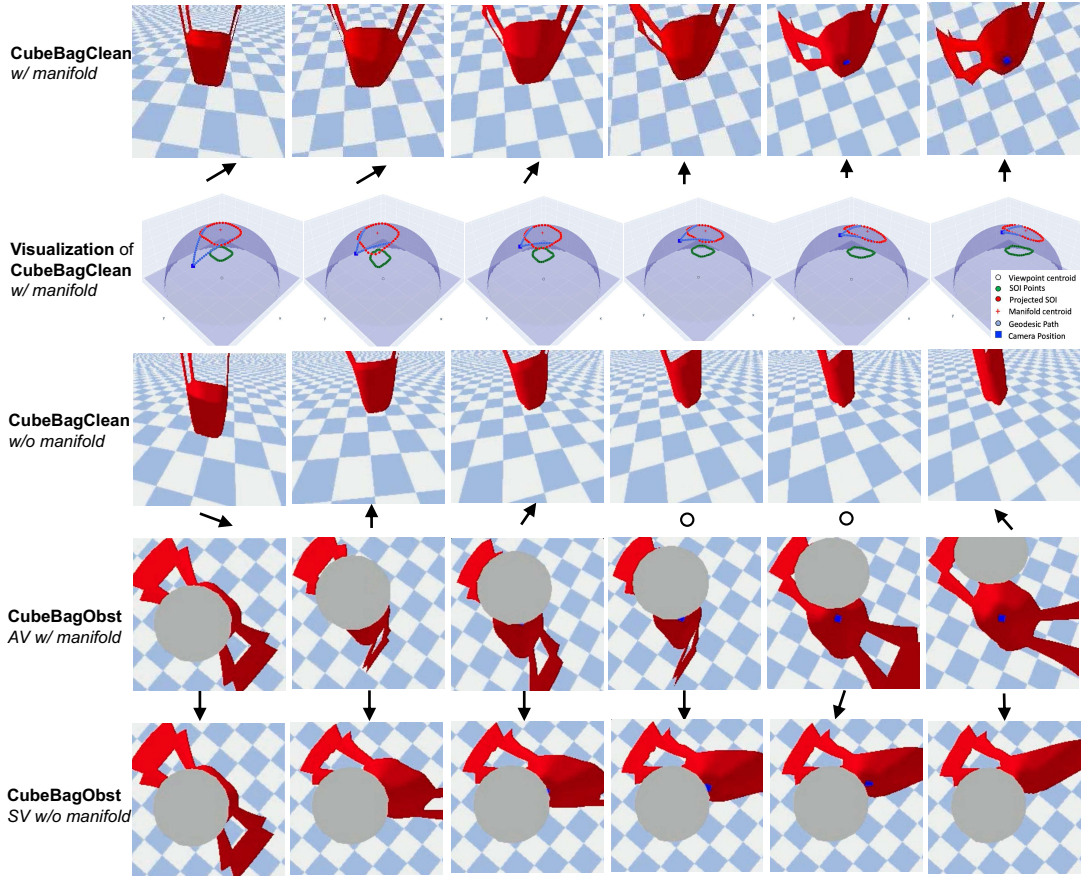 CubeBagClean
w/ manifold
Visualization of
CubeBagClean
w/ manifold
Viewpoint centroid
SOI Points
Projected SOI
Manifold centroid
Geodesic Path
Camera Position
CubeBagClean
w/o manifold
CubeBagObst
AV w/ manifold
CubeBagObst
SV w/o manifold